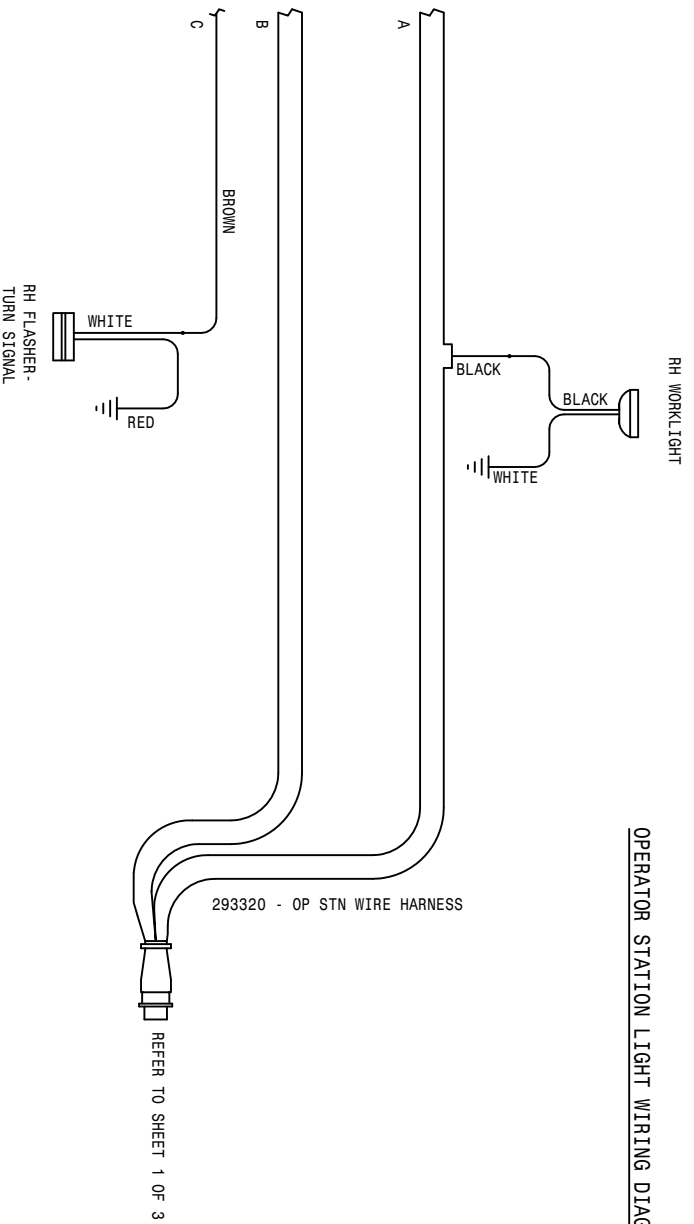 OPERATOR STATION LIGHT WIRING DIAG
RH WORKLIGHT
BLACK
WHITE
BLACK
A
B
C
BROWN
WHITE
RED
RH FLASHER-
TURN SIGNAL
293320 - OP STN WIRE HARNESS
REFER TO SHEET 1 OF 3